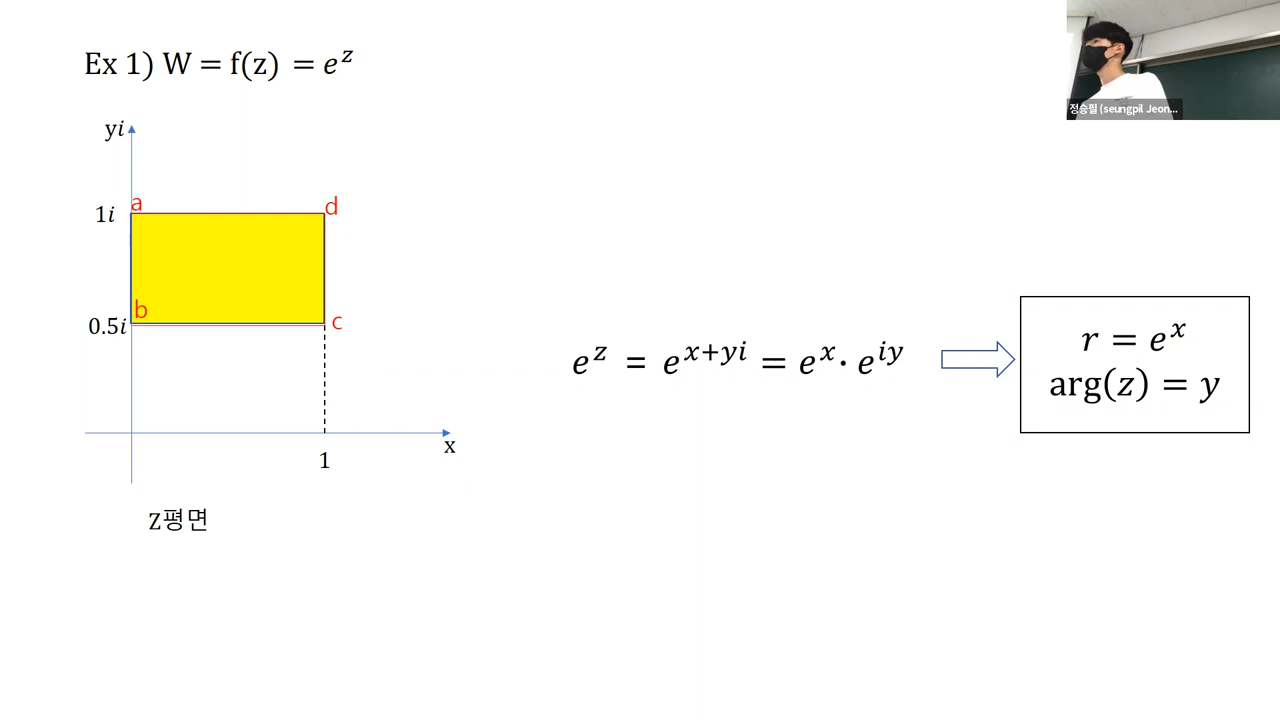 Ex 1) W = f(z) = e^z
정승필 (seungpil Jeon...
yi
a
d
1i
b
0.5i
c
x
1
Z평면
e^z = e^{x+yi} = e^x · e^{iy}
r = e^x
arg(z) = y